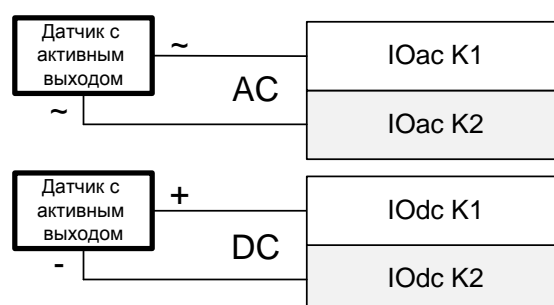 Датчик с
активным
выходом
~
IOac K1
AC
~
IOac K2
Датчик с
активным
выходом
+
IOdc K1
DC
-
IOdc K2